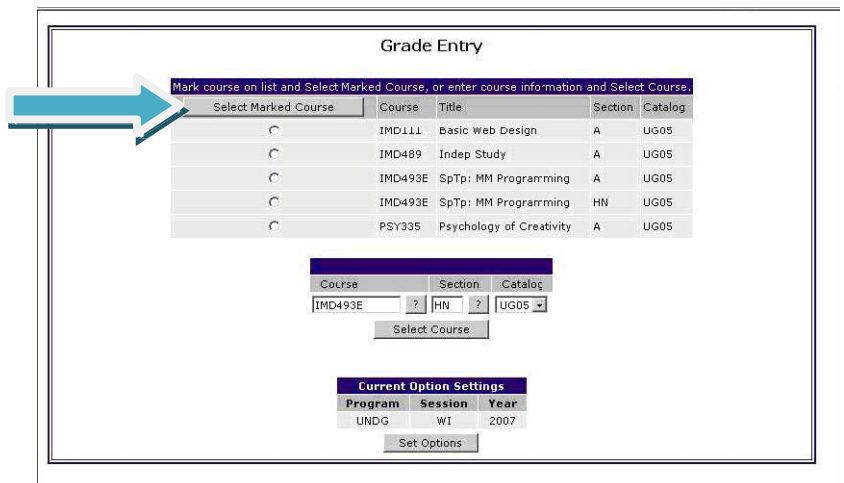 Grade Entry
Mark course on list and Select Marked Course, or enter course information and Select Course.
Select Marked Course Course Title Section Catalog
IMD111 Basic Web Design A UG05
IMD489 Indep Study A UG05
IMD493E SpTp: MM Programming A UG05
IMD493E SpTp: MM Programming HN UG05
PSY335 Psychology of Creativity A UG05
Course Section Catalog
IMD493E ? HN ? UG05
Select Course
Current Option Settings
Program Session Year
UNDG WI 2007
Set Options